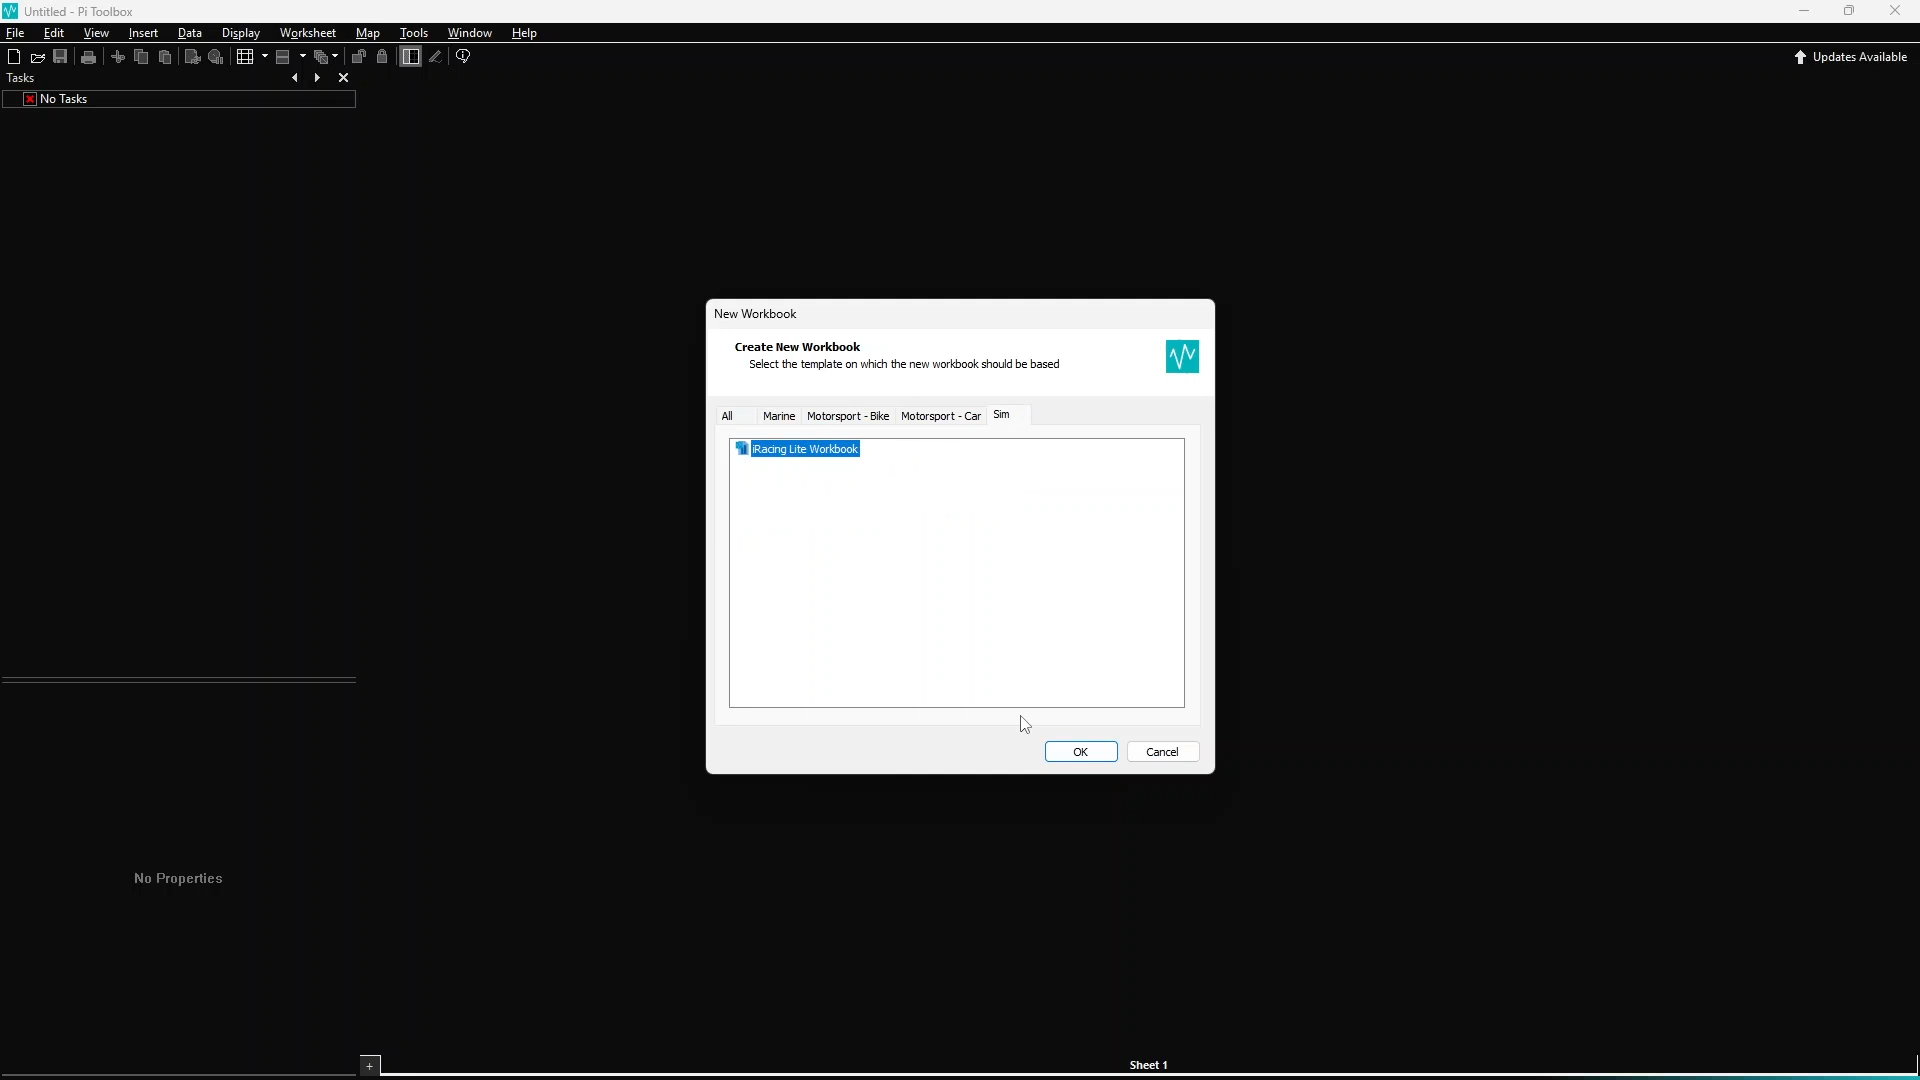 Untitled - Pi Toolbox
File Edit View Insert Data Display Worksheet Map Tools Window Help
Updates Available
Tasks
No Tasks
New Workbook
Create New Workbook
Select the template on which the new workbook should be based
All Marine Motorsport - Bike Motorsport - Car Sim
iRacing Lite Workbook
OK Cancel
No Properties
+ Sheet 1